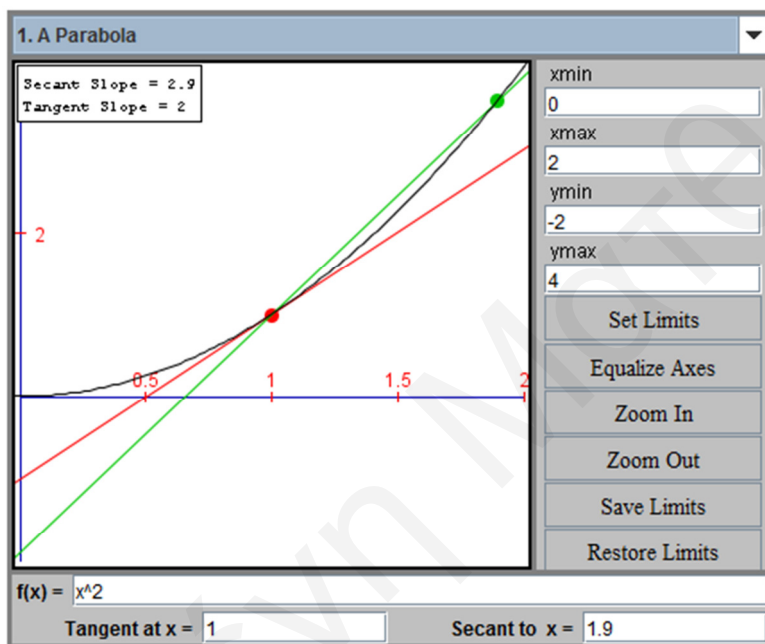 1. A Parabola
Secant Slope = 2.9
Tangent Slope = 2
2
0.5
1
1.5
2
xmin
0
xmax
2
ymin
-2
ymax
4
Set Limits
Equalize Axes
Zoom In
Zoom Out
Save Limits
Restore Limits
f(x) = x^2
Tangent at x = 1 Secant to x = 1.9